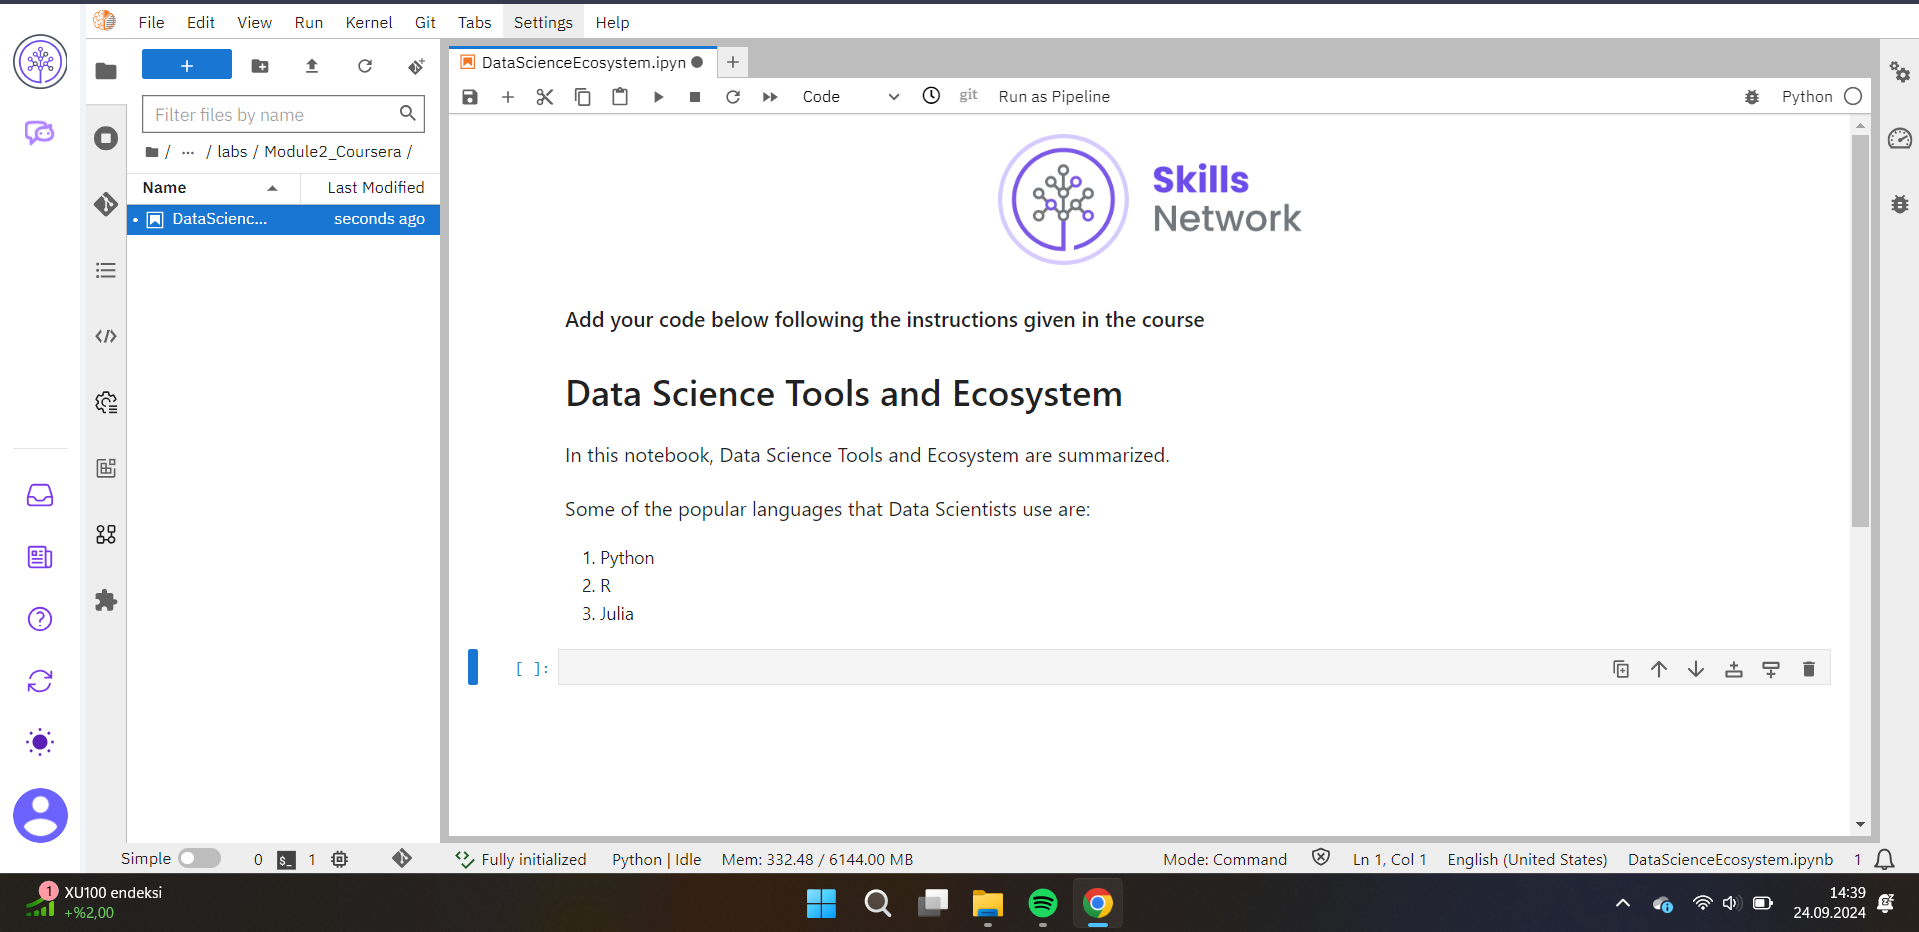 File Edit View Run Kernel Git Tabs Settings Help
+
Filter files by name
/ ... / labs / Module2_Coursera /
Name Last Modified
• DataScienc... seconds ago
DataScienceEcosystem.ipyn
Code git Run as Pipeline Python
Skills
Network
Add your code below following the instructions given in the course
Data Science Tools and Ecosystem
In this notebook, Data Science Tools and Ecosystem are summarized.
Some of the popular languages that Data Scientists use are:
1. Python
2. R
3. Julia
[ ]:
Simple 0 $_ 1 Fully initialized Python | Idle Mem: 332.48 / 6144.00 MB Mode: Command Ln 1, Col 1 English (United States) DataScienceEcosystem.ipynb 1
1 XU100 endeksi
+%2,00
14:39
24.09.2024